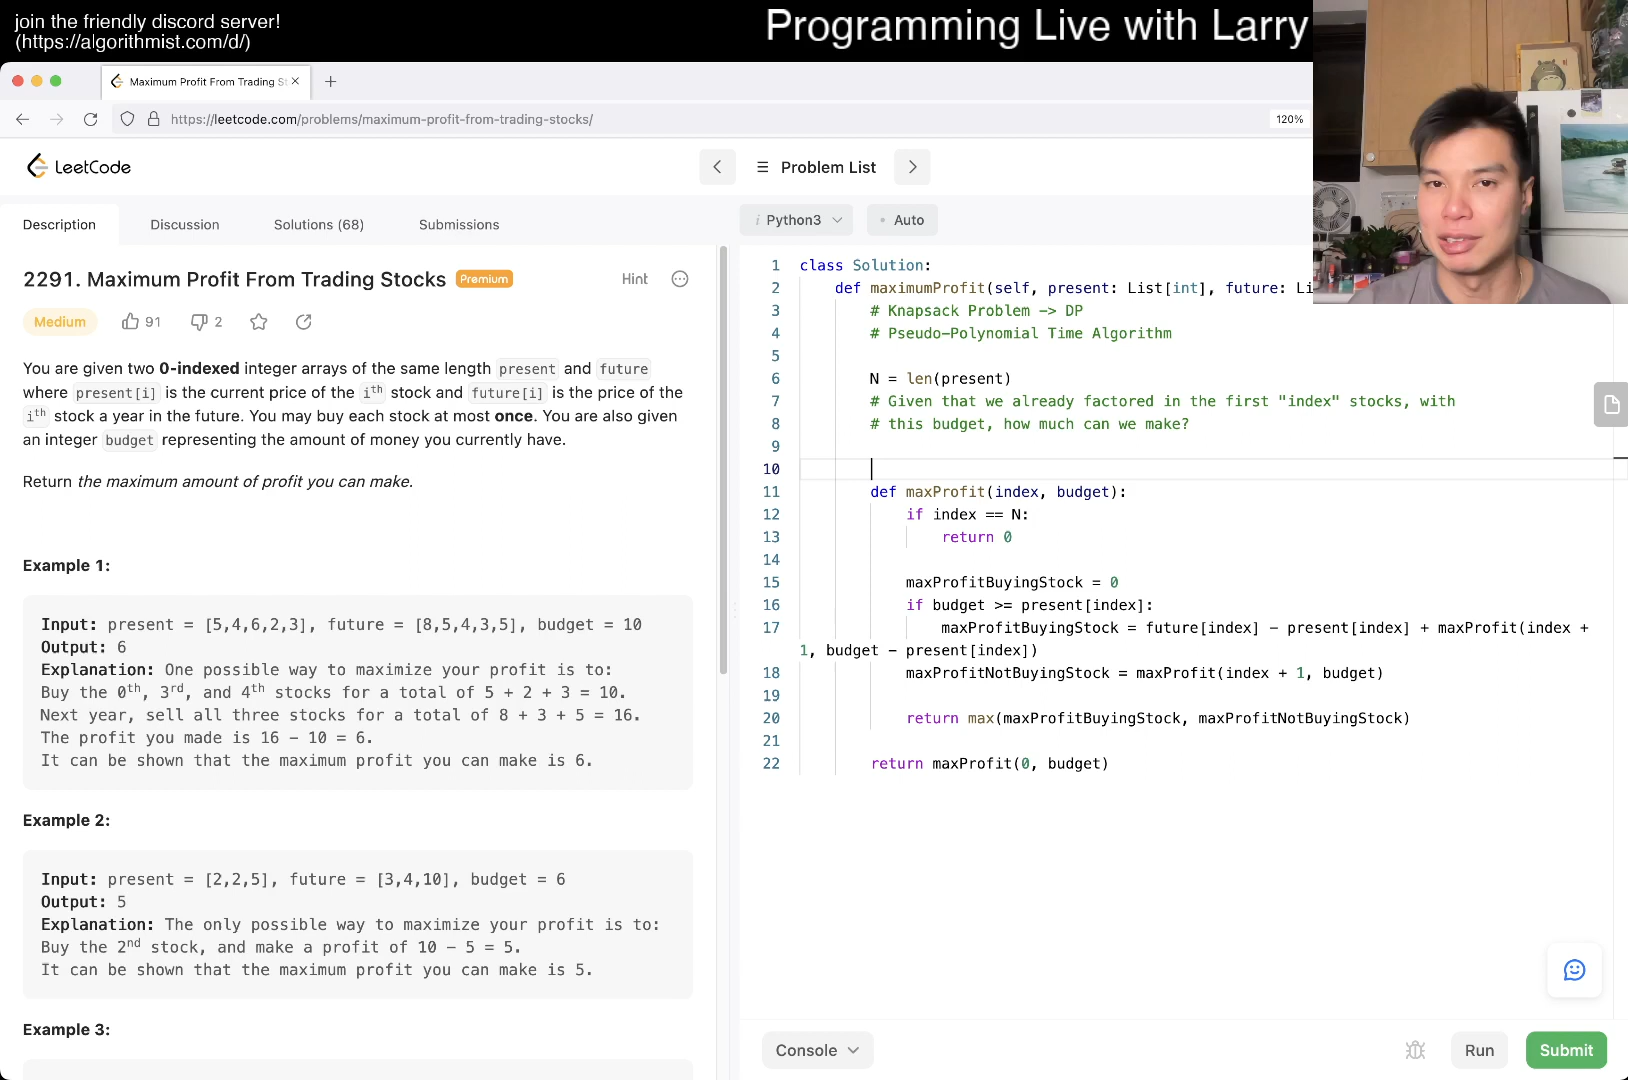 join the friendly discord server!
(https://algorithmist.com/d/)
Programming Live with Larry
Maximum Profit From Trading St
https://leetcode.com/problems/maximum-profit-from-trading-stocks/
120%
LeetCode
Problem List
Description
Discussion
Solutions (68)
Submissions
i Python3
Auto
2291. Maximum Profit From Trading Stocks
Premium
Hint
Medium
91
2
You are given two 0-indexed integer arrays of the same length present and future
where present[i] is the current price of the ith stock and future[i] is the price of the
ith stock a year in the future. You may buy each stock at most once. You are also given
an integer budget representing the amount of money you currently have.
Return the maximum amount of profit you can make.
Example 1:
Input: present = [5,4,6,2,3], future = [8,5,4,3,5], budget = 10
Output: 6
Explanation: One possible way to maximize your profit is to:
Buy the 0th, 3rd, and 4th stocks for a total of 5 + 2 + 3 = 10.
Next year, sell all three stocks for a total of 8 + 3 + 5 = 16.
The profit you made is 16 - 10 = 6.
It can be shown that the maximum profit you can make is 6.
Example 2:
Input: present = [2,2,5], future = [3,4,10], budget = 6
Output: 5
Explanation: The only possible way to maximize your profit is to:
Buy the 2nd stock, and make a profit of 10 - 5 = 5.
It can be shown that the maximum profit you can make is 5.
Example 3:
1 class Solution:
2 def maximumProfit(self, present: List[int], future: Li
3 # Knapsack Problem -> DP
4 # Pseudo-Polynomial Time Algorithm
5
6 N = len(present)
7 # Given that we already factored in the first "index" stocks, with
8 # this budget, how much can we make?
9
10
11 def maxProfit(index, budget):
12 if index == N:
13 return 0
14
15 maxProfitBuyingStock = 0
16 if budget >= present[index]:
17 maxProfitBuyingStock = future[index] - present[index] + maxProfit(index +
1, budget - present[index])
18 maxProfitNotBuyingStock = maxProfit(index + 1, budget)
19
20 return max(maxProfitBuyingStock, maxProfitNotBuyingStock)
21
22 return maxProfit(0, budget)
Console
Run
Submit